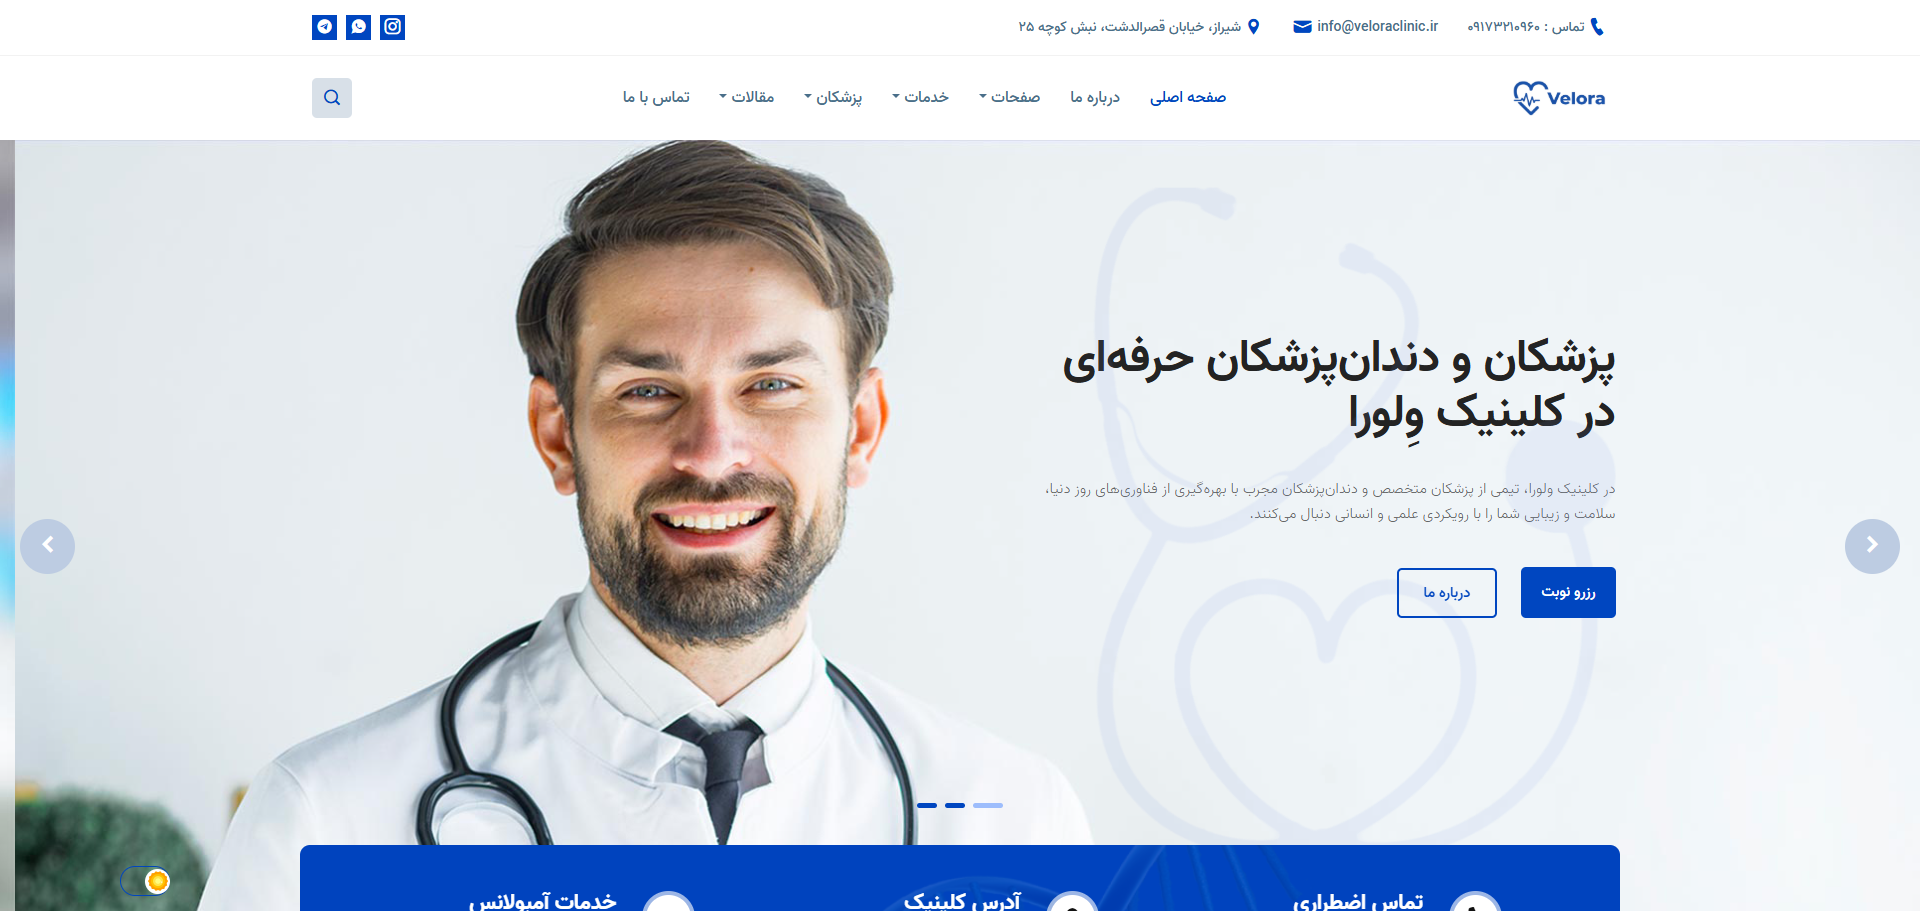 تماس : ۰۹۱۷۳۲۱۰۹۶۰
info@veloraclinic.ir
شیراز، خیابان قصرالدشت، نبش کوچه ۲۵
Velora
صفحه اصلی
درباره ما
صفحات
خدمات
پزشکان
مقالات
تماس با ما
پزشکان و دندان‌پزشکان حرفه‌ای
در کلینیک وِلورا
در کلینیک ولورا، تیمی از پزشکان متخصص و دندان‌پزشکان مجرب با بهره‌گیری از فناوری‌های روز دنیا،
سلامت و زیبایی شما را با رویکردی علمی و انسانی دنبال می‌کنند.
رزرو نوبت
درباره ما
تماس اضطراری
آدرس کلینیک
خدمات آمبولانس